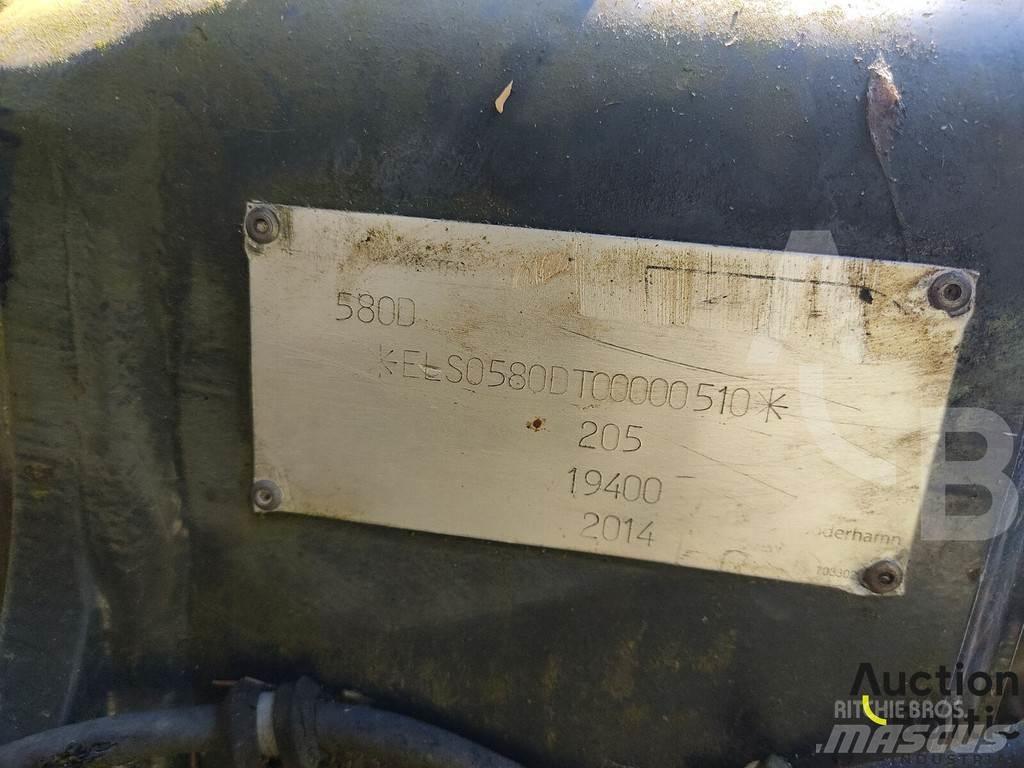 580D
*ELS0580DT00000510*
205
19400
2014
B
Auction
RITCHIE BROS.
MASCUS